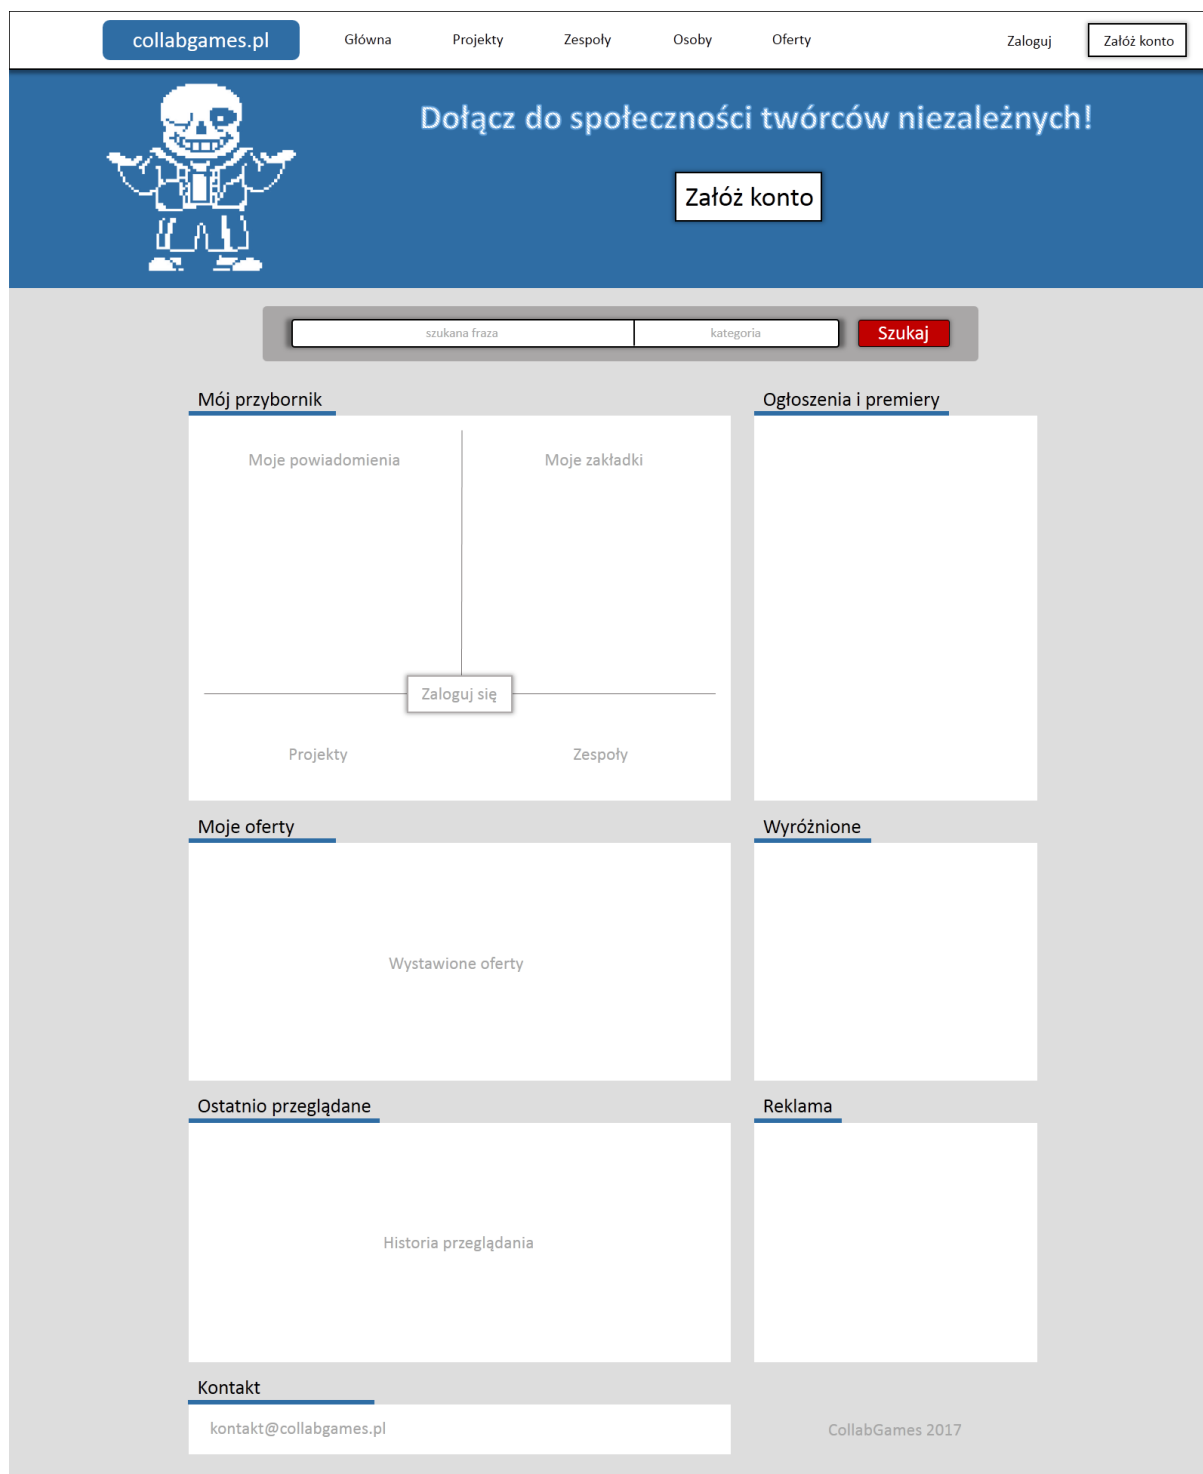 collabgames.pl
Główna
Projekty
Zespoły
Osoby
Oferty
Zaloguj
Załóż konto
Dołącz do społeczności twórców niezależnych!
Załóż konto
szukana fraza
kategoria
Szukaj
Mój przybornik
Ogłoszenia i premiery
Moje powiadomienia
Moje zakładki
Zaloguj się
Projekty
Zespoły
Moje oferty
Wyróżnione
Wystawione oferty
Ostatnio przeglądane
Reklama
Historia przeglądania
Kontakt
kontakt@collabgames.pl
CollabGames 2017